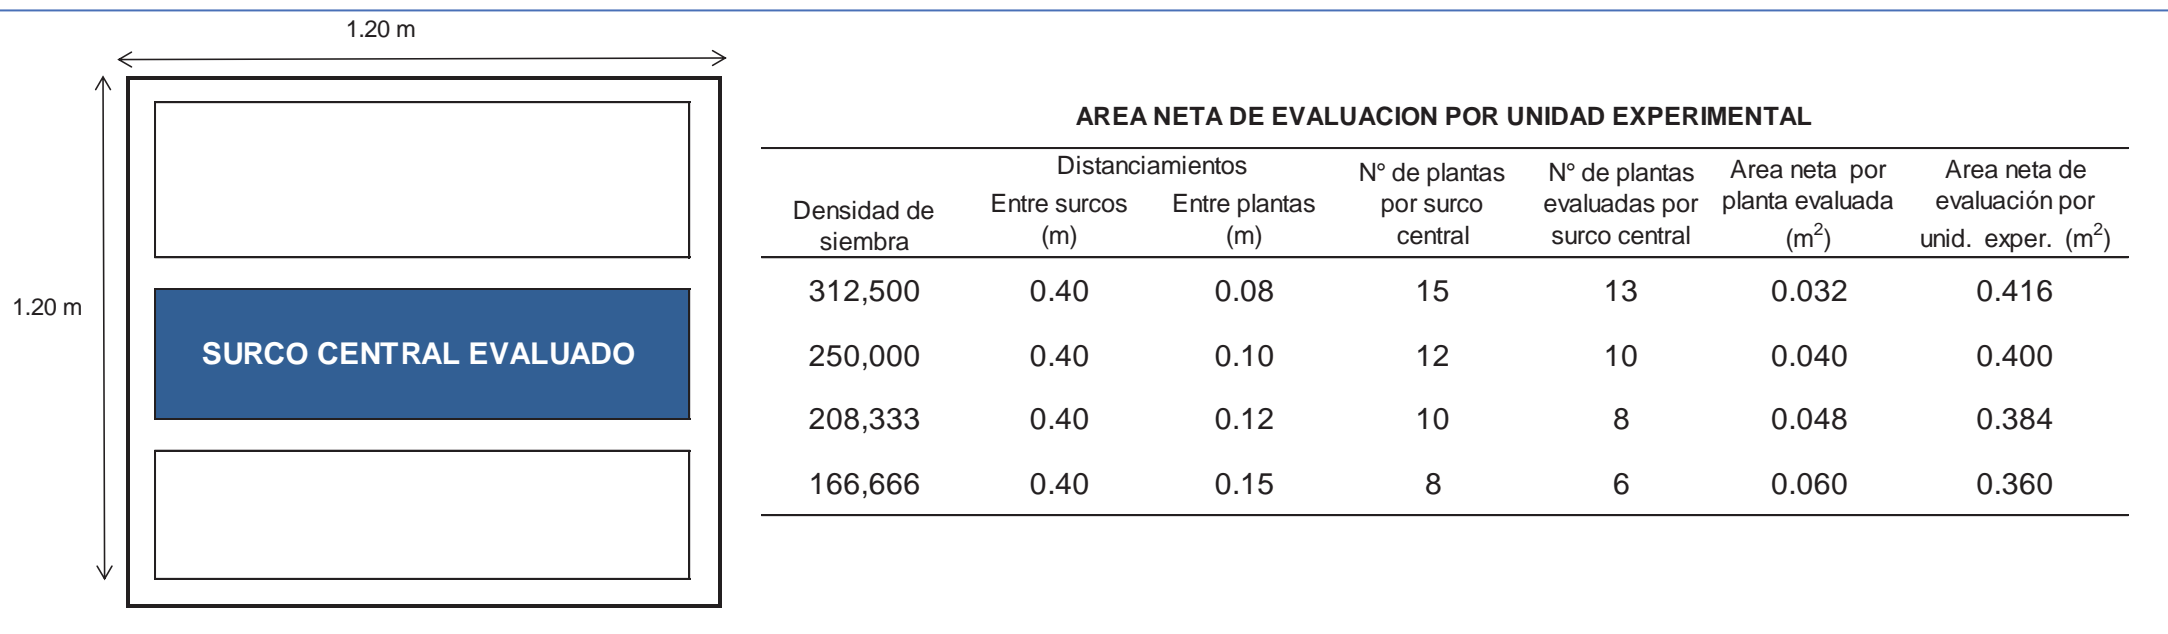 1.20 m
1.20 m
SURCO CENTRAL EVALUADO
AREA NETA DE EVALUACION POR UNIDAD EXPERIMENTAL
Densidad de siembra
Distanciamientos
Entre surcos (m)
Entre plantas (m)
N° de plantas por surco central
N° de plantas evaluadas por surco central
Area neta por planta evaluada (m²)
Area neta de evaluación por unid. exper. (m²)
312,500 0.40 0.08 15 13 0.032 0.416
250,000 0.40 0.10 12 10 0.040 0.400
208,333 0.40 0.12 10 8 0.048 0.384
166,666 0.40 0.15 8 6 0.060 0.360